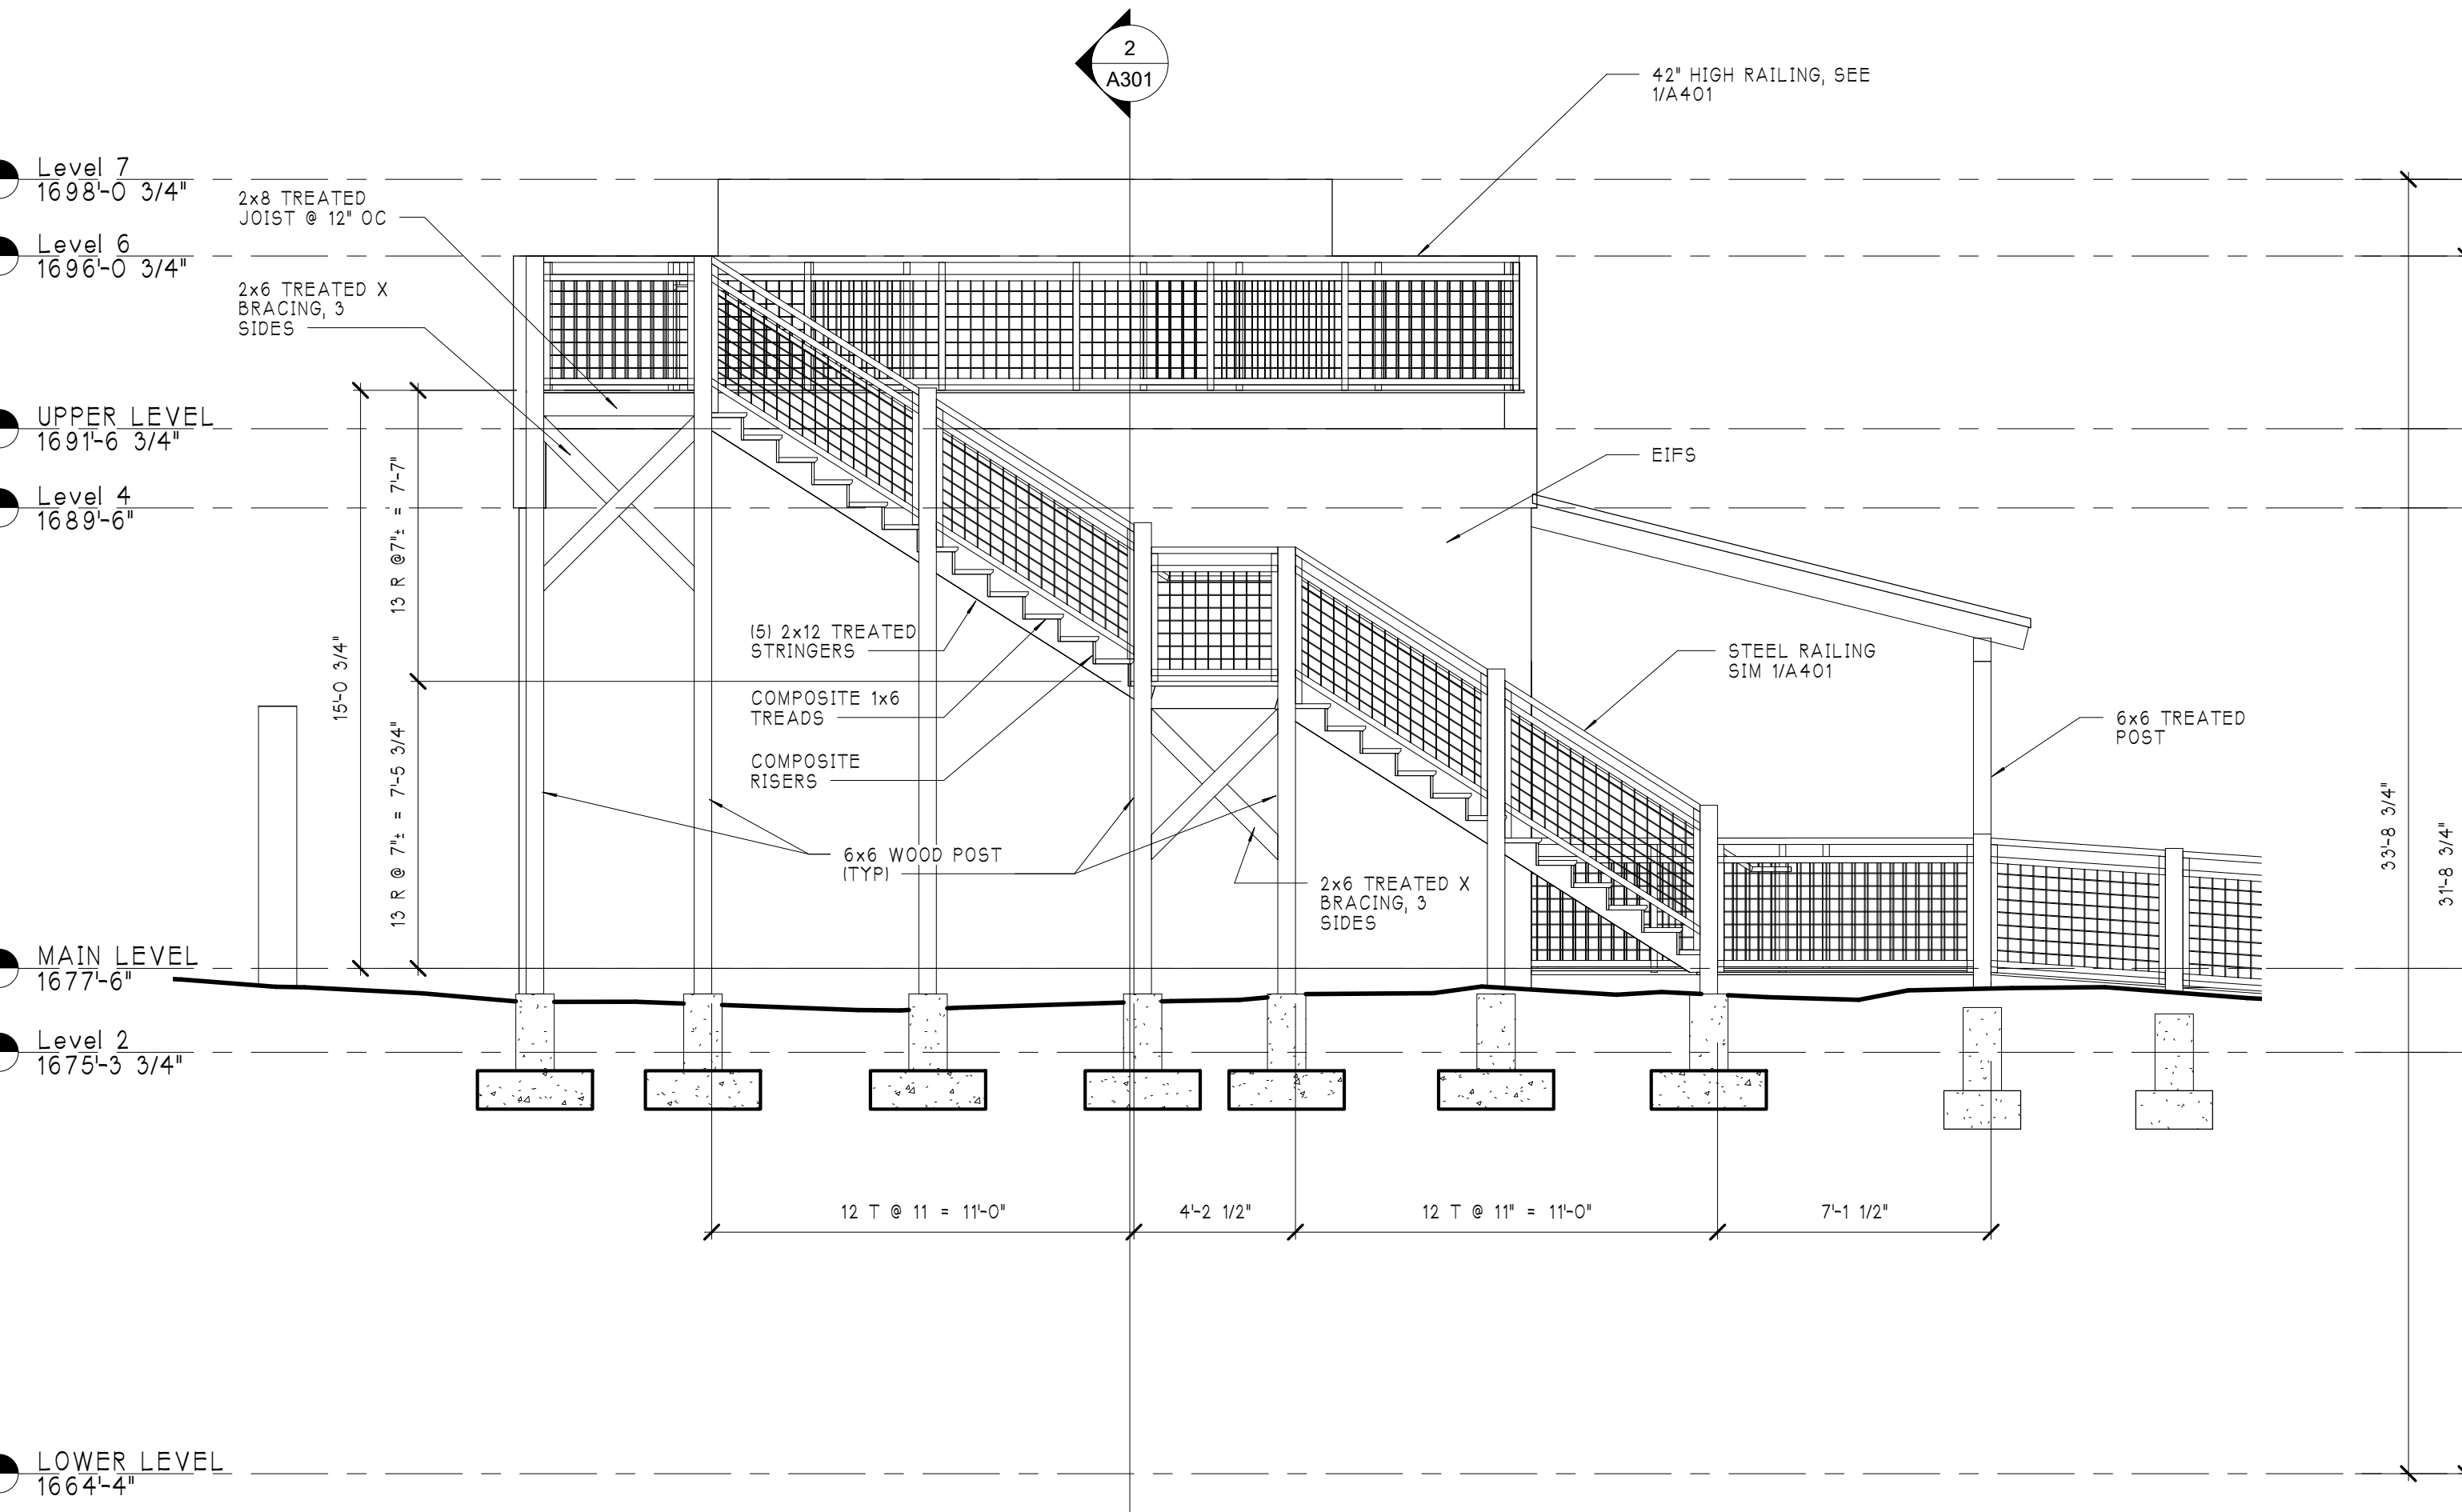 2
A301
42" HIGH RAILING, SEE
1/A401
Level 7
1698'-0 3/4"
2x8 TREATED
JOIST @ 12" OC
Level 6
1696'-0 3/4"
2x6 TREATED X
BRACING, 3
SIDES
UPPER LEVEL
1691'-6 3/4"
EIFS
Level 4
1689'-6"
13 R @7"± = 7'-7"
15'-0 3/4"
13 R @ 7"± = 7'-5 3/4"
(5) 2x12 TREATED
STRINGERS
COMPOSITE 1x6
TREADS
COMPOSITE
RISERS
STEEL RAILING
SIM 1/A401
6x6 TREATED
POST
6x6 WOOD POST
(TYP)
2x6 TREATED X
BRACING, 3
SIDES
33'-8 3/4"
31'-8 3/4"
MAIN LEVEL
1677'-6"
Level 2
1675'-3 3/4"
12 T @ 11 = 11'-0"
4'-2 1/2"
12 T @ 11" = 11'-0"
7'-1 1/2"
LOWER LEVEL
1664'-4"